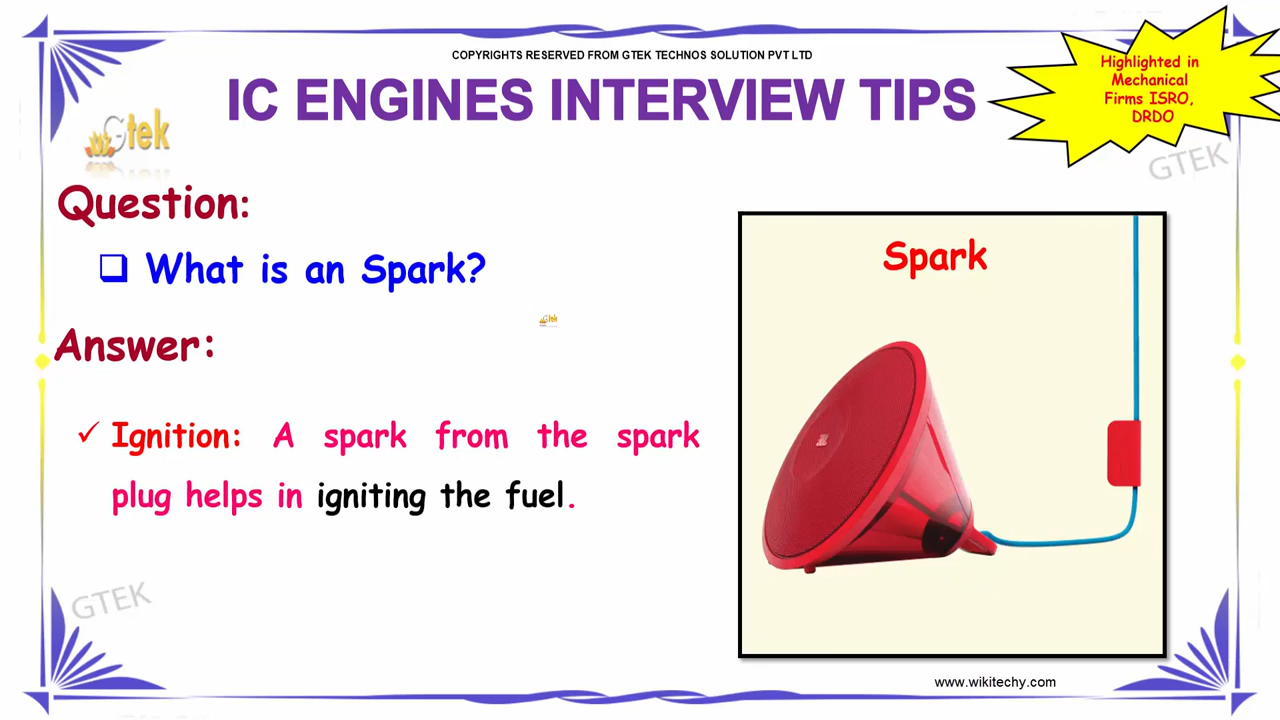 COPYRIGHTS RESERVED FROM GTEK TECHNOS SOLUTION PVT LTD
IC ENGINES INTERVIEW TIPS
Highlighted in
Mechanical
Firms ISRO,
DRDO
Gtek
GTEK
Question:
What is an Spark?
Spark
Gtek
Answer:
Ignition: A spark from the spark
plug helps in igniting the fuel.
GTEK
www.wikitechy.com